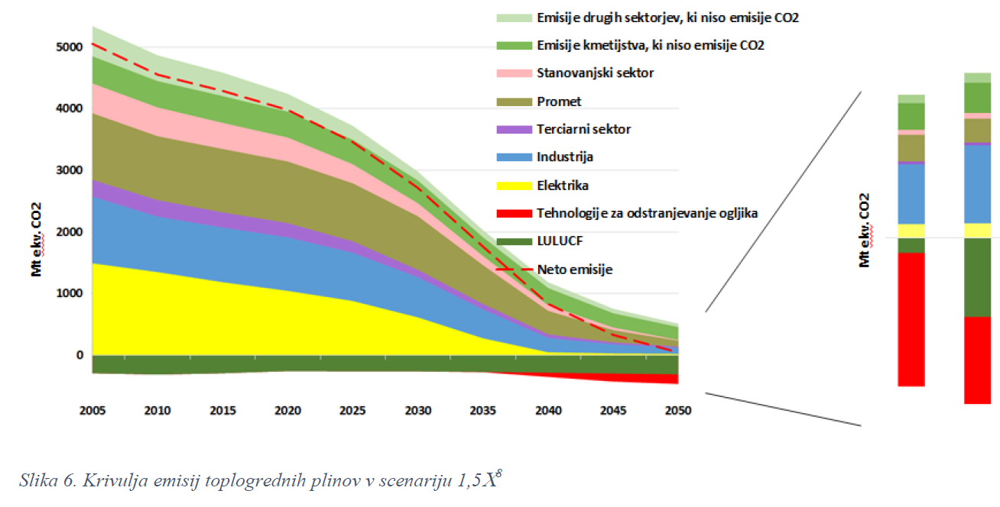 Emisije drugih sektorjev, ki niso emisije CO2
Emisije kmetijstva, ki niso emisije CO2
Stanovanjski sektor
Promet
Terciarni sektor
Industrija
Elektrika
Tehnologije za odstranjevanje ogljika
LULUCF
Neto emisije
5000
4000
3000
2000
1000
0
Mt ekv. CO2
2005 2010 2015 2020 2025 2030 2035 2040 2045 2050
Mt ekv. CO2
Slika 6. Krivulja emisij toplogrednih plinov v scenariju 1,5X⁸